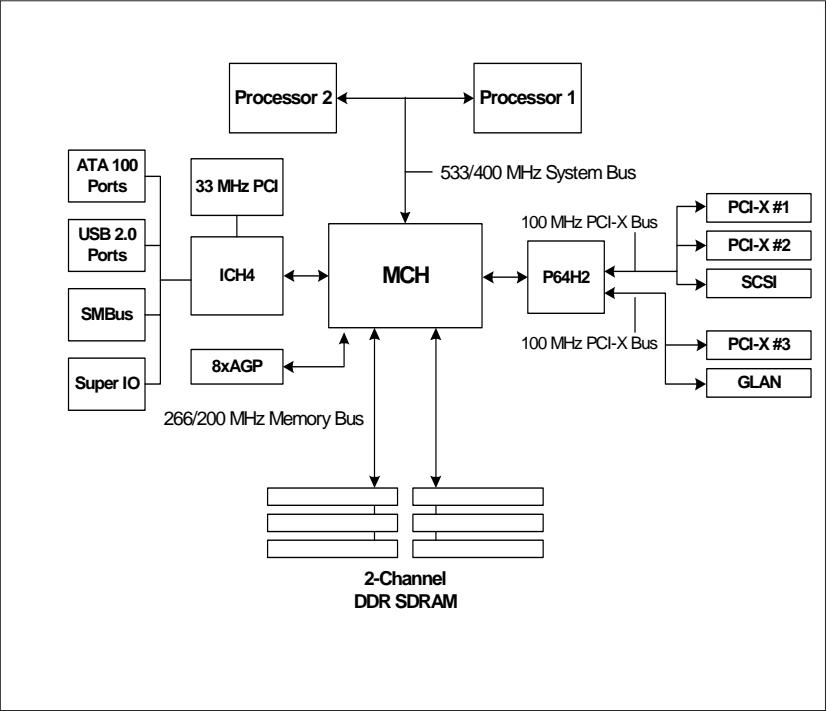 Processor 2
Processor 1
533/400 MHz System Bus
ATA 100
Ports
33 MHz PCI
USB 2.0
Ports
ICH4
SMBus
Super IO
8xAGP
MCH
P64H2
100 MHz PCI-X Bus
100 MHz PCI-X Bus
PCI-X #1
PCI-X #2
SCSI
PCI-X #3
GLAN
266/200 MHz Memory Bus
2-Channel
DDR SDRAM